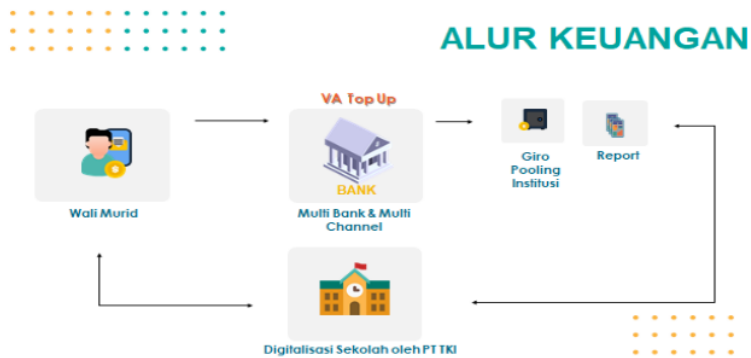 ALUR KEUANGAN
VA Top Up
BANK
Wali Murid
Multi Bank & Multi
Channel
Giro
Pooling
Institusi
Report
Digitalisasi Sekolah oleh PT TKI